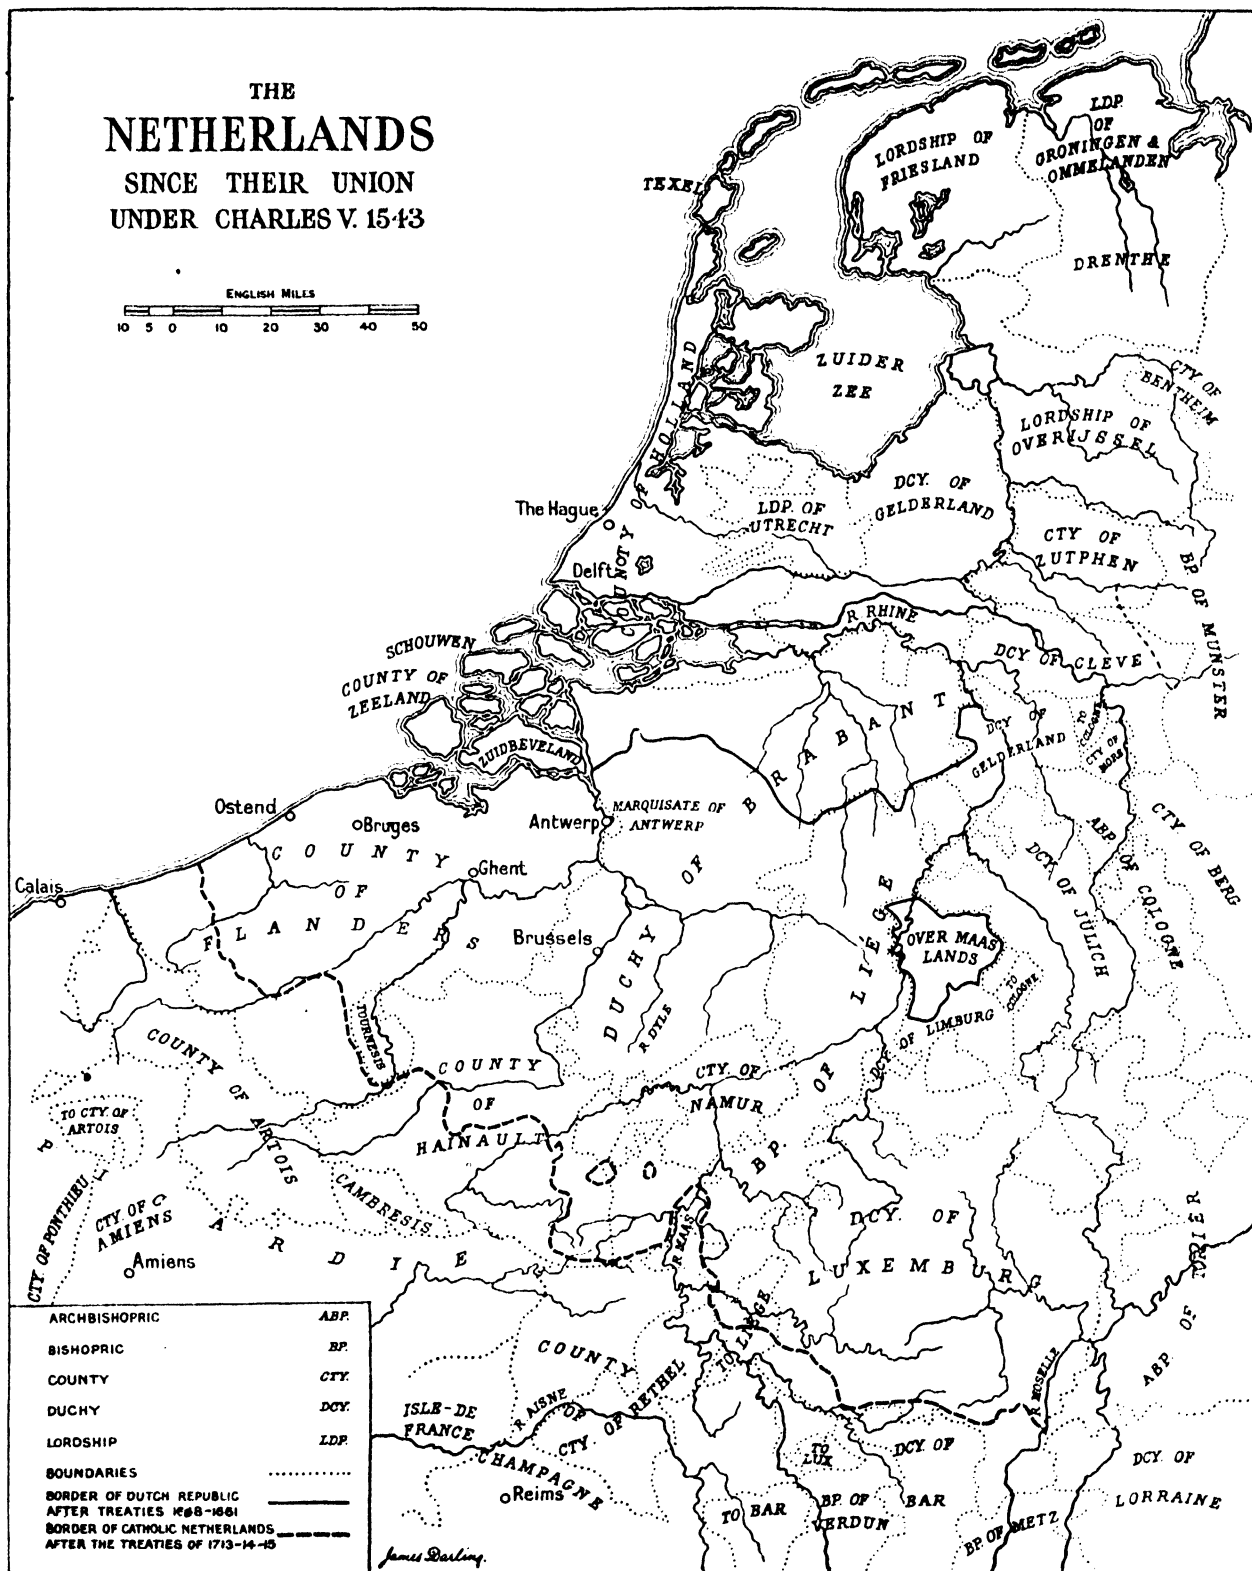 THE
NETHERLANDS
SINCE THEIR UNION
UNDER CHARLES V. 1543
ENGLISH MILES
10 5 0 10 20 30 40 50
TEXEL
LORDSHIP OF
FRIESLAND
LDP.
OF
GRONINGEN &
OMMELANDEN
DRENTHE
ZUIDER
ZEE
CTY. OF
BENTHEIM
LORDSHIP OF
OVERIJSSEL
COUNTY OF HOLLAND
The Hague
LDP. OF
UTRECHT
DCY. OF
GELDERLAND
CTY OF
ZUTPHEN
BP. OF MUNSTER
Delft
R RHINE
SCHOUWEN
COUNTY OF
ZEELAND
DCY OF CLEVE
ZUIDBEVELAND
DCY OF
GELDERLAND
TO
COLOGNE
CTY OF
MORS
Ostend
Bruges
Antwerp
MARQUISATE OF
ANTWERP
DUCHY OF BRABANT
CTY. OF BERG
ABP. OF COLOGNE
DCY. OF JÜLICH
COUNTY
OF
FLANDERS
Ghent
Calais
Brussels
BP. OF LIÉGE
OVER MAAS
LANDS
TO
COLOGNE
TOURNESIS
R DYLE
DCY. OF LIMBURG
COUNTY OF ARTOIS
COUNTY
OF
HAINAULT
CTY. OF
NAMUR
TO CTY. OF
ARTOIS
CAMBRESIS
CTY. OF PONTHIEU
CTY. OF
AMIENS
PICARDIE
Amiens
R MAAS
DCY. OF
LUXEMBURG
ABP. OF TRIER
TO LIEGE
COUNTY
OF
CHAMPAGNE
CTY. OF RETHEL
ISLE-DE
FRANCE
R AISNE
R MOSELLE
Reims
TO
LUX
DCY. OF
BAR
TO BAR
BP. OF
VERDUN
BP. OF METZ
DCY. OF
LORRAINE
ARCHBISHOPRIC ABP.
BISHOPRIC BP.
COUNTY CTY.
DUCHY DCY.
LORDSHIP LDP.
BOUNDARIES
BORDER OF DUTCH REPUBLIC
AFTER TREATIES 1648-1661
BORDER OF CATHOLIC NETHERLANDS
AFTER THE TREATIES OF 1713-14-15
James Darling.